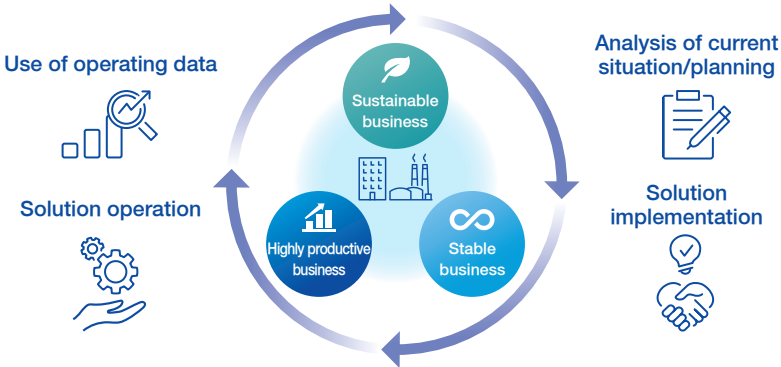 Use of operating data
Analysis of current
situation/planning
Sustainable
business
Solution operation
Solution
implementation
Highly productive
business
Stable
business